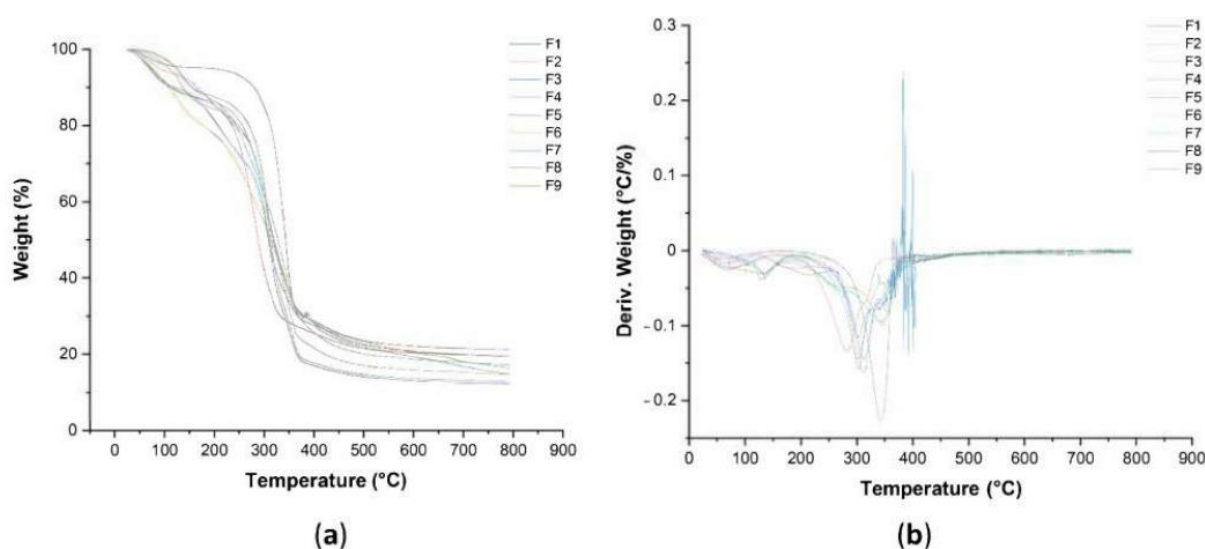 100
80
60
40
20
0
Weight (%)
0 100 200 300 400 500 600 700 800 900
Temperature (°C)
F1
F2
F3
F4
F5
F6
F7
F8
F9
(a)
0.3
0.2
0.1
0
-0.1
-0.2
Deriv. Weight (°C/%)
0 100 200 300 400 500 600 700 800 900
Temperature (°C)
F1
F2
F3
F4
F5
F6
F7
F8
F9
(b)